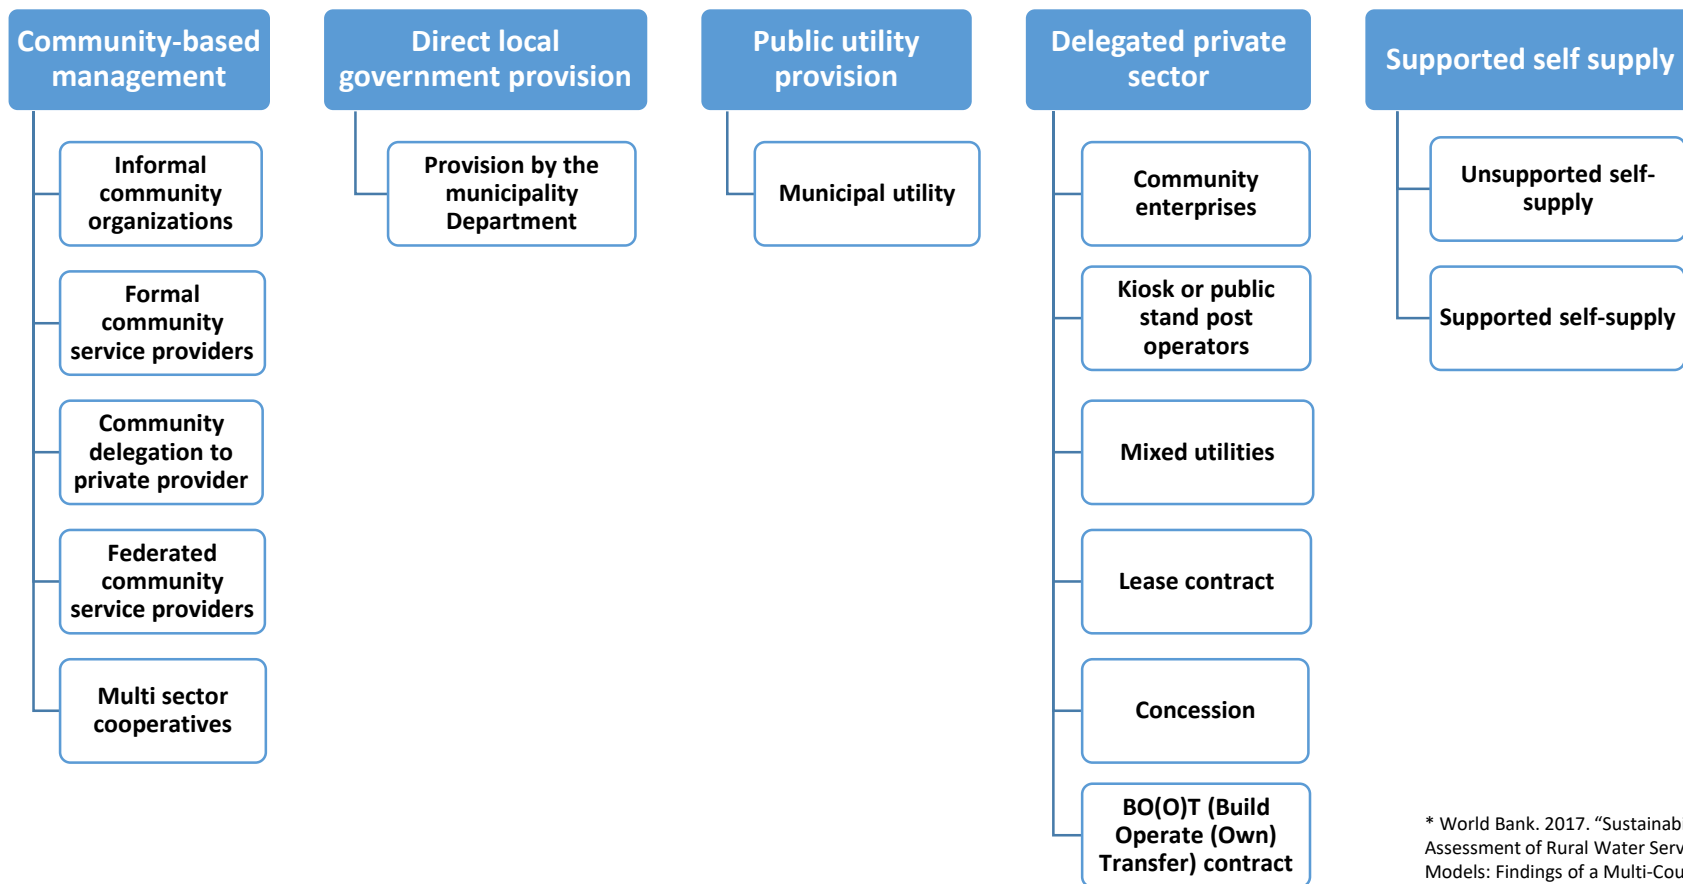 Community-based
management
Informal
community
organizations
Formal
community
service providers
Community
delegation to
private provider
Federated
community
service providers
Multi sector
cooperatives
Direct local
government provision
Provision by the
municipality
Department
Public utility
provision
Municipal utility
Delegated private
sector
Community
enterprises
Kiosk or public
stand post
operators
Mixed utilities
Lease contract
Concession
BO(O)T (Build
Operate (Own)
Transfer) contract
Supported self supply
Unsupported self-
supply
Supported self-supply
* World Bank. 2017. “Sustainabi
Assessment of Rural Water Serv
Models: Findings of a Multi-Cou